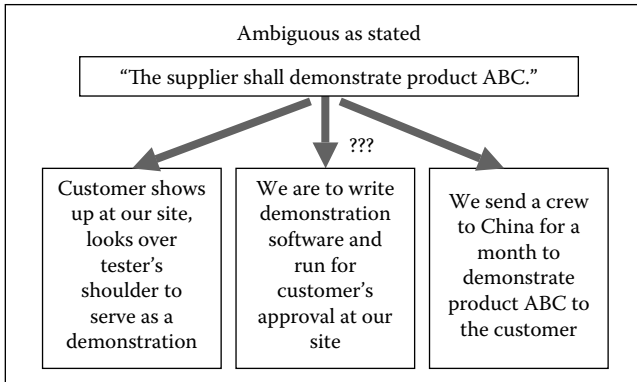 Ambiguous as stated
“The supplier shall demonstrate product ABC.”
???
Customer shows
up at our site,
looks over
tester’s
shoulder to
serve as a
demonstration
We are to write
demonstration
software and
run for
customer’s
approval at our
site
We send a crew
to China for a
month to
demonstrate
product ABC to
the customer